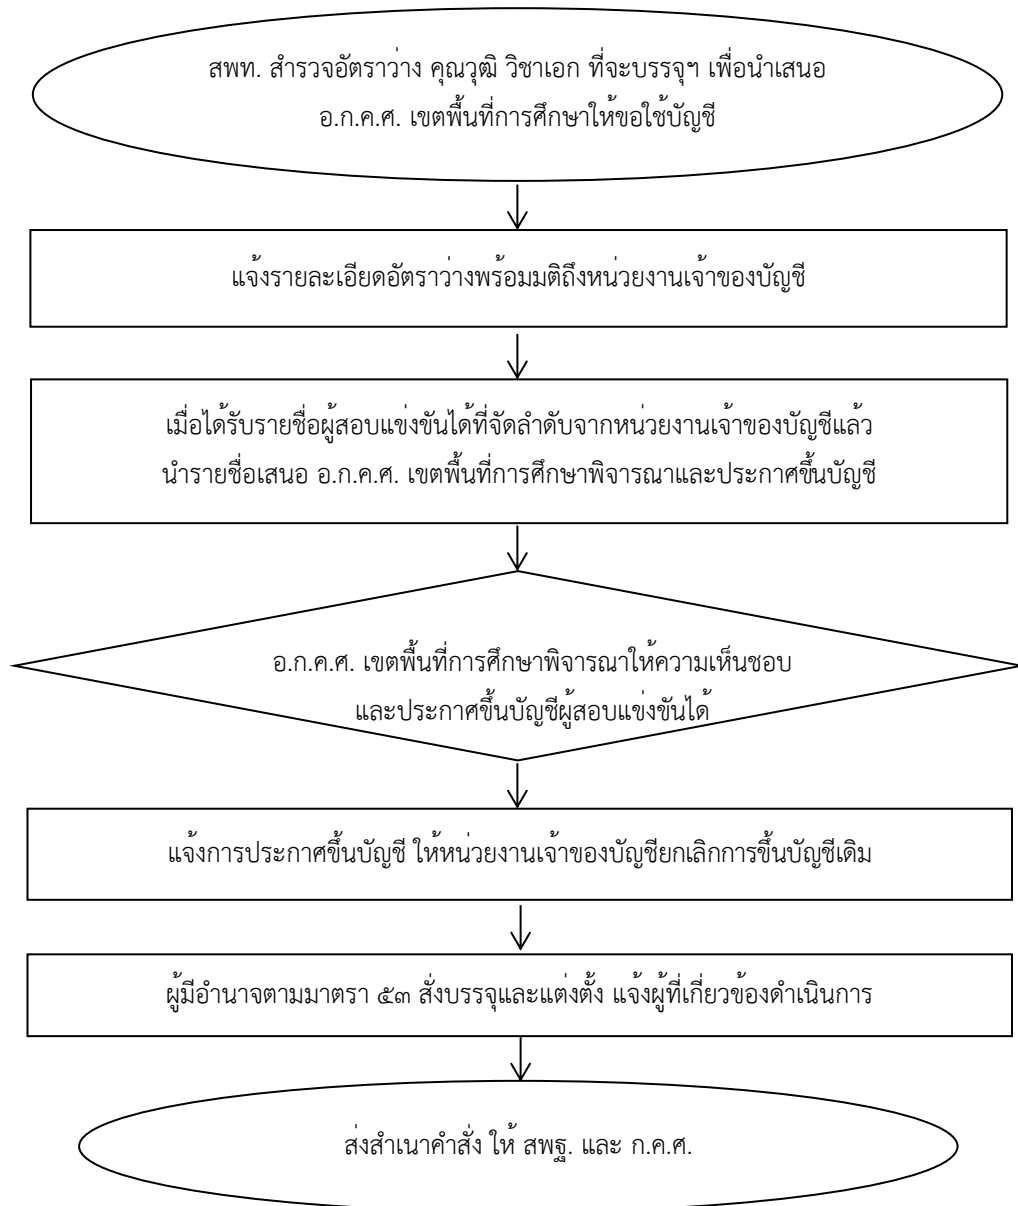 สพท. สำรวจอัตราว่าง คุณวุฒิ วิชาเอก ที่จะบรรจุฯ เพื่อนำเสนอ
อ.ก.ค.ศ. เขตพื้นที่การศึกษาให้ขอใช้บัญชี
แจ้งรายละเอียดอัตราว่างพร้อมมติถึงหน่วยงานเจ้าของบัญชี
เมื่อได้รับรายชื่อผู้สอบแข่งขันได้ที่จัดลำดับจากหน่วยงานเจ้าของบัญชีแล้ว
นำรายชื่อเสนอ อ.ก.ค.ศ. เขตพื้นที่การศึกษาพิจารณาและประกาศขึ้นบัญชี
อ.ก.ค.ศ. เขตพื้นที่การศึกษาพิจารณาให้ความเห็นชอบ
และประกาศขึ้นบัญชีผู้สอบแข่งขันได้
แจ้งการประกาศขึ้นบัญชี ให้หน่วยงานเจ้าของบัญชียกเลิกการขึ้นบัญชีเดิม
ผู้มีอำนาจตามมาตรา ๕๓ สั่งบรรจุและแต่งตั้ง แจ้งผู้ที่เกี่ยวข้องดำเนินการ
ส่งสำเนาคำสั่ง ให้ สพฐ. และ ก.ค.ศ.